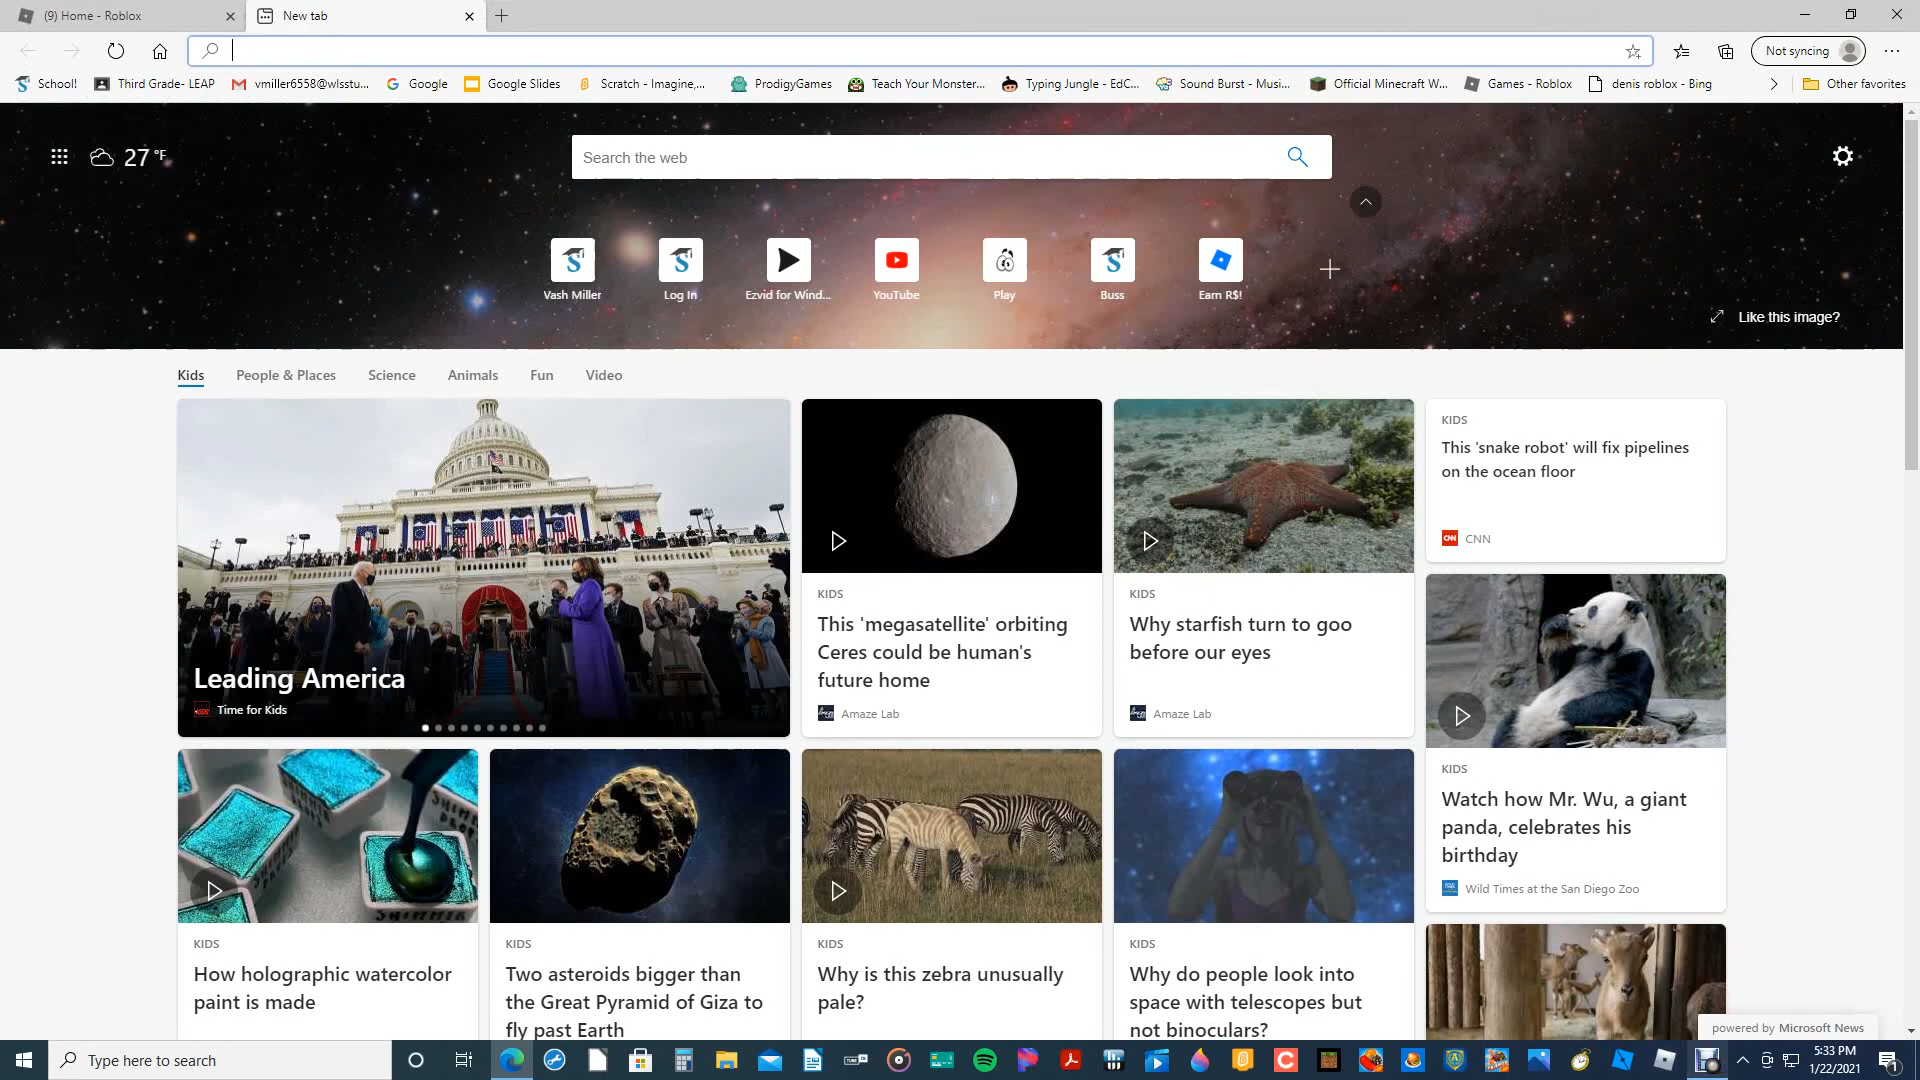 (9) Home - Roblox
New tab
Not syncing
School!
Third Grade- LEAP
vmiller6558@wlsstu...
Google
Google Slides
Scratch - Imagine,...
ProdigyGames
Teach Your Monster...
Typing Jungle - EdC...
Sound Burst - Musi...
Official Minecraft W...
Games - Roblox
denis roblox - Bing
Other favorites
27 °F
Search the web
Vash Miller
Log In
Ezvid for Wind...
YouTube
Play
Buss
Earn R$!
Like this image?
Kids
People & Places
Science
Animals
Fun
Video
Leading America
Time for Kids
KIDS
This 'megasatellite' orbiting
Ceres could be human's
future home
Amaze Lab
KIDS
Why starfish turn to goo
before our eyes
Amaze Lab
KIDS
This 'snake robot' will fix pipelines
on the ocean floor
CNN
KIDS
Watch how Mr. Wu, a giant
panda, celebrates his
birthday
Wild Times at the San Diego Zoo
KIDS
How holographic watercolor
paint is made
KIDS
Two asteroids bigger than
the Great Pyramid of Giza to
fly past Earth
KIDS
Why is this zebra unusually
pale?
KIDS
Why do people look into
space with telescopes but
not binoculars?
powered by Microsoft News
Type here to search
5:33 PM
1/22/2021